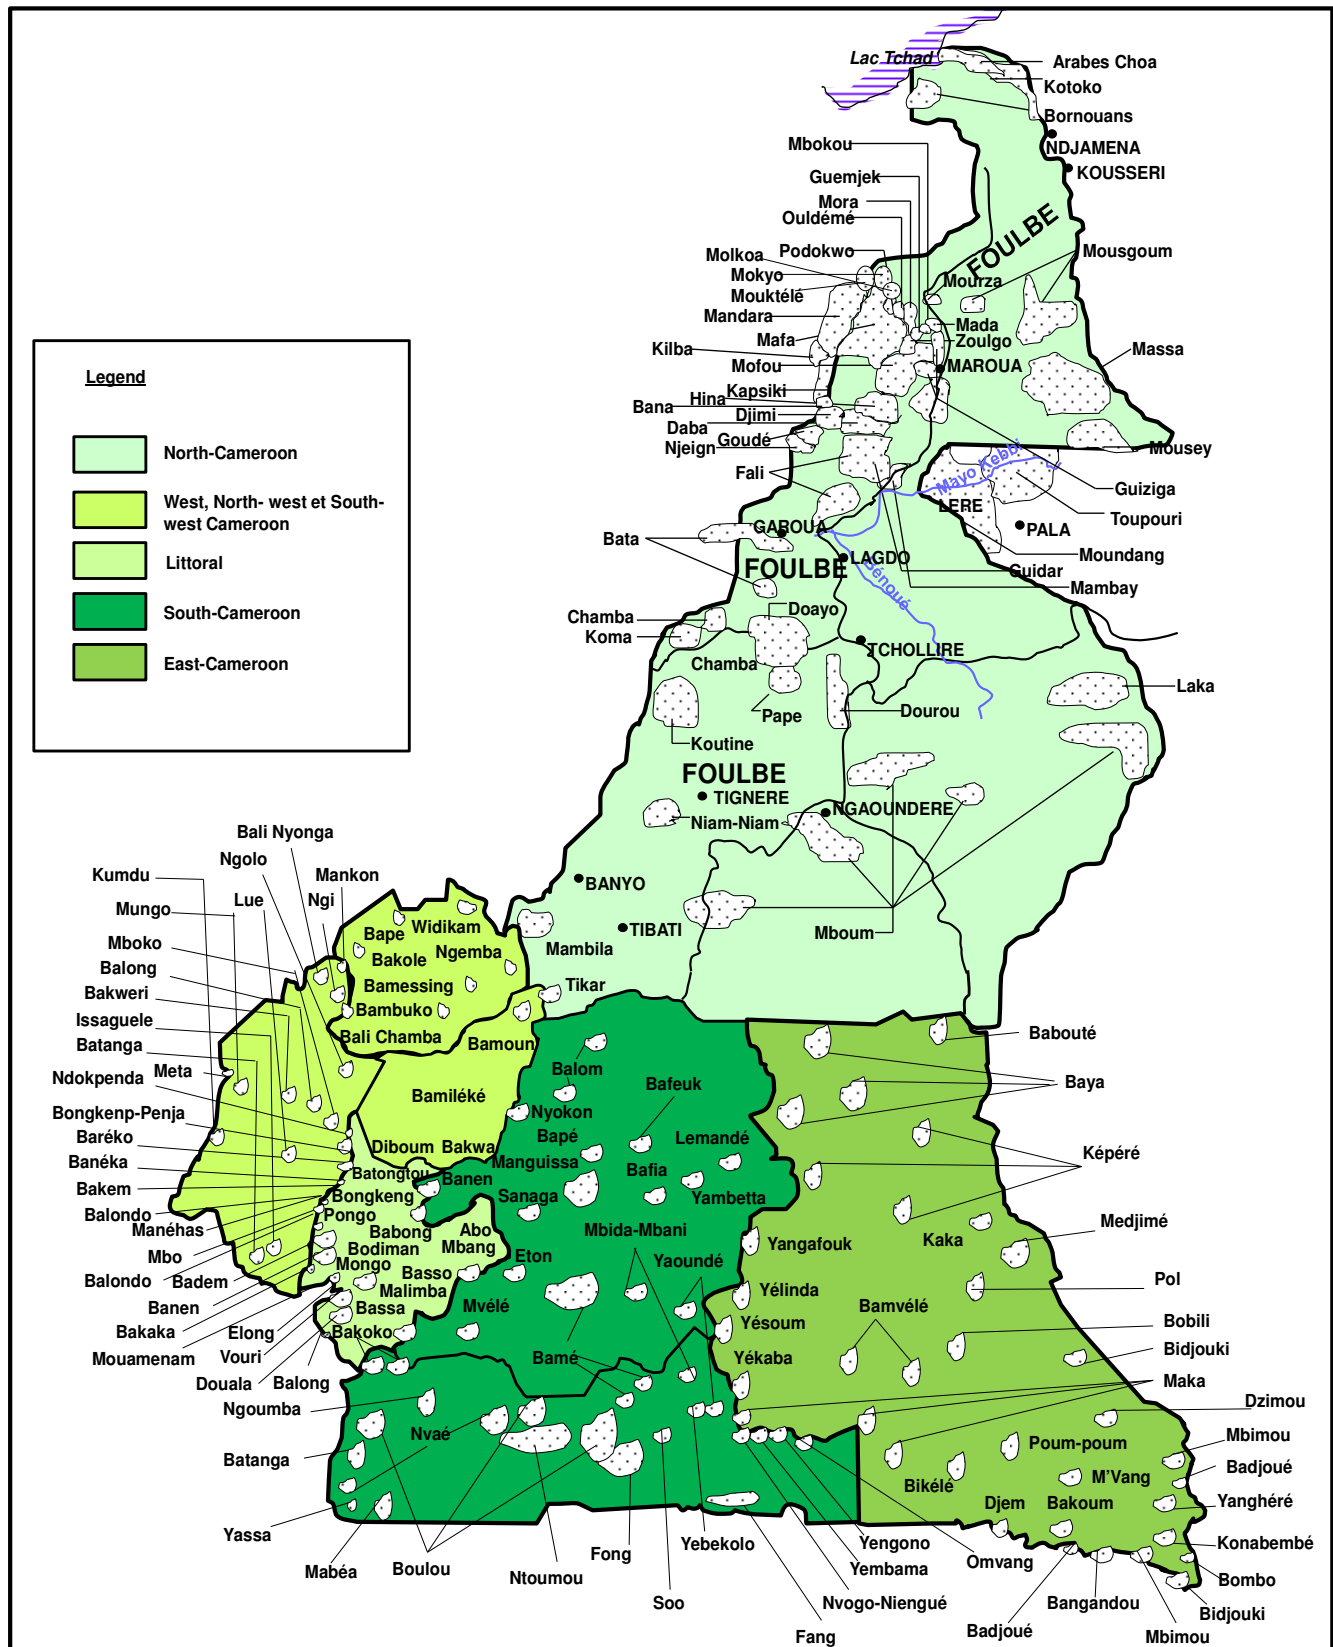 Lac Tchad
Arabes Choa
Kotoko
Bornouans
NDJAMENA
KOUSSERI
Mbokou
Guemjek
Mora
Ouldémé
Podokwo
Molkoa
Mokyo
Mouktélé
Mandara
Mafa
Kilba
Mofou
Kapsiki
Hina
Bana
Djimi
Daba
Goudé
Njeign
Fali
FOULBE
Mousgoum
Mourza
Mada
Zoulgo
MAROUA
Massa
Mousey
Mayo Kebbi
Guiziga
LERE
Toupouri
PALA
Moundang
Guidar
Mambay
Bata
GAROUA
LAGDO
FOULBE
Bénoué
Doayo
Chamba
Koma
TCHOLLIRE
Chamba
Laka
Pape
Dourou
Koutine
FOULBE
TIGNERE
Niam-Niam
NGAOUNDERE
BANYO
TIBATI
Mboum
Mambila
Tikar
Legend
North-Cameroon
West, North- west et South-
west Cameroon
Littoral
South-Cameroon
East-Cameroon
Bali Nyonga
Ngolo
Kumdu
Mankon
Lue
Ngi
Mungo
Mboko
Balong
Bakweri
Issaguele
Batanga
Meta
Ndokpenda
Bongkenp-Penja
Baréko
Banéka
Bakem
Balondo
Manéhas
Mbo
Balondo
Badem
Banen
Bakaka
Mouamenam
Elong
Vouri
Douala
Balong
Widikam
Bape
Bakole
Ngemba
Bamessing
Bambuko
Bali Chamba
Bamoun
Bamiléké
Diboum
Bakwa
Batongtou
Banen
Bongkeng
Pongo
Babong
Abo
Bodiman
Mbang
Mongo
Basso
Malimba
Bassa
Bakoko
Balom
Bafeuk
Nyokon
Bapé
Lemandé
Manguissa
Bafia
Sanaga
Yambetta
Mbida-Mbani
Eton
Yaoundé
Mvélé
Bamé
Ngoumba
Nvaé
Batanga
Yassa
Mabéa
Boulou
Ntoumou
Fong
Soo
Yebekolo
Fang
Nvogo-Niengué
Yembama
Yengono
Omvang
Babouté
Baya
Képéré
Kaka
Medjimé
Yangafouk
Yélinda
Bamvélé
Pol
Yésoum
Bobili
Yékaba
Bidjouki
Maka
Dzimou
Poum-poum
Mbimou
M'Vang
Badjoué
Bikélé
Djem
Bakoum
Yanghéré
Konabembé
Bombo
Bidjouki
Mbimou
Bangandou
Badjoué